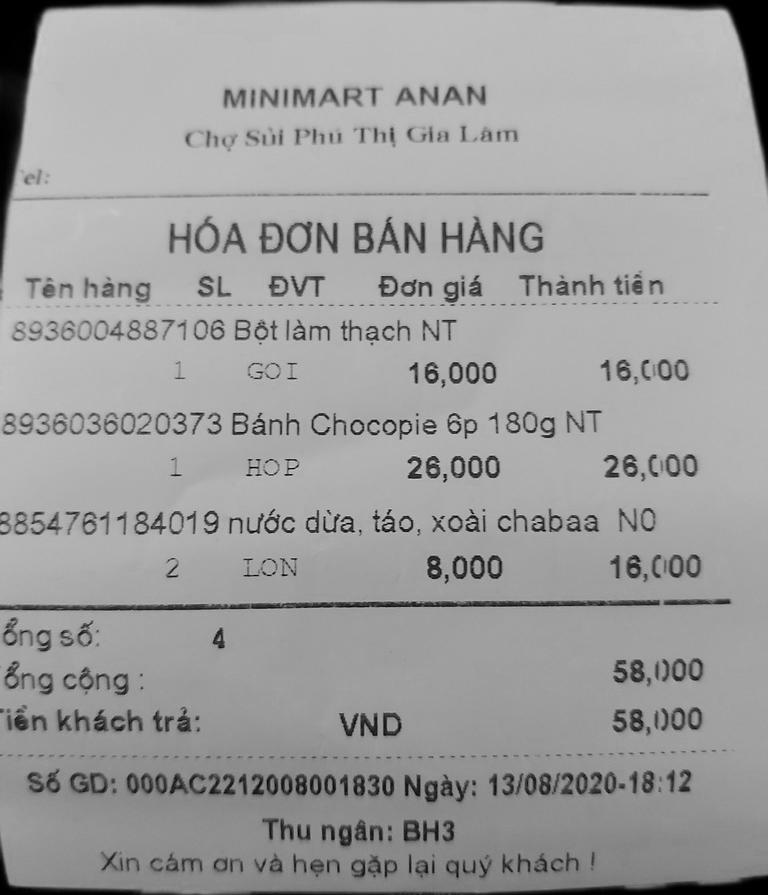 MINIMART ANAN
Chợ Sủi Phú Thị Gia Lâm
Tel:
HÓA ĐƠN BÁN HÀNG
Tên hàng SL ĐVT Đơn giá Thành tiền
8936004887106 Bột làm thạch NT
1 GOI 16,000 16,000
8936036020373 Bánh Chocopie 6p 180g NT
1 HOP 26,000 26,000
8854761184019 nước dừa, táo, xoài chabaa N0
2 LON 8,000 16,000
ổng số: 4
ổng cộng : 58,000
Tiền khách trả: VND 58,000
Số GD: 000AC2212008001830 Ngày: 13/08/2020-18:12
Thu ngân: BH3
Xin cám ơn và hẹn gặp lại quý khách !